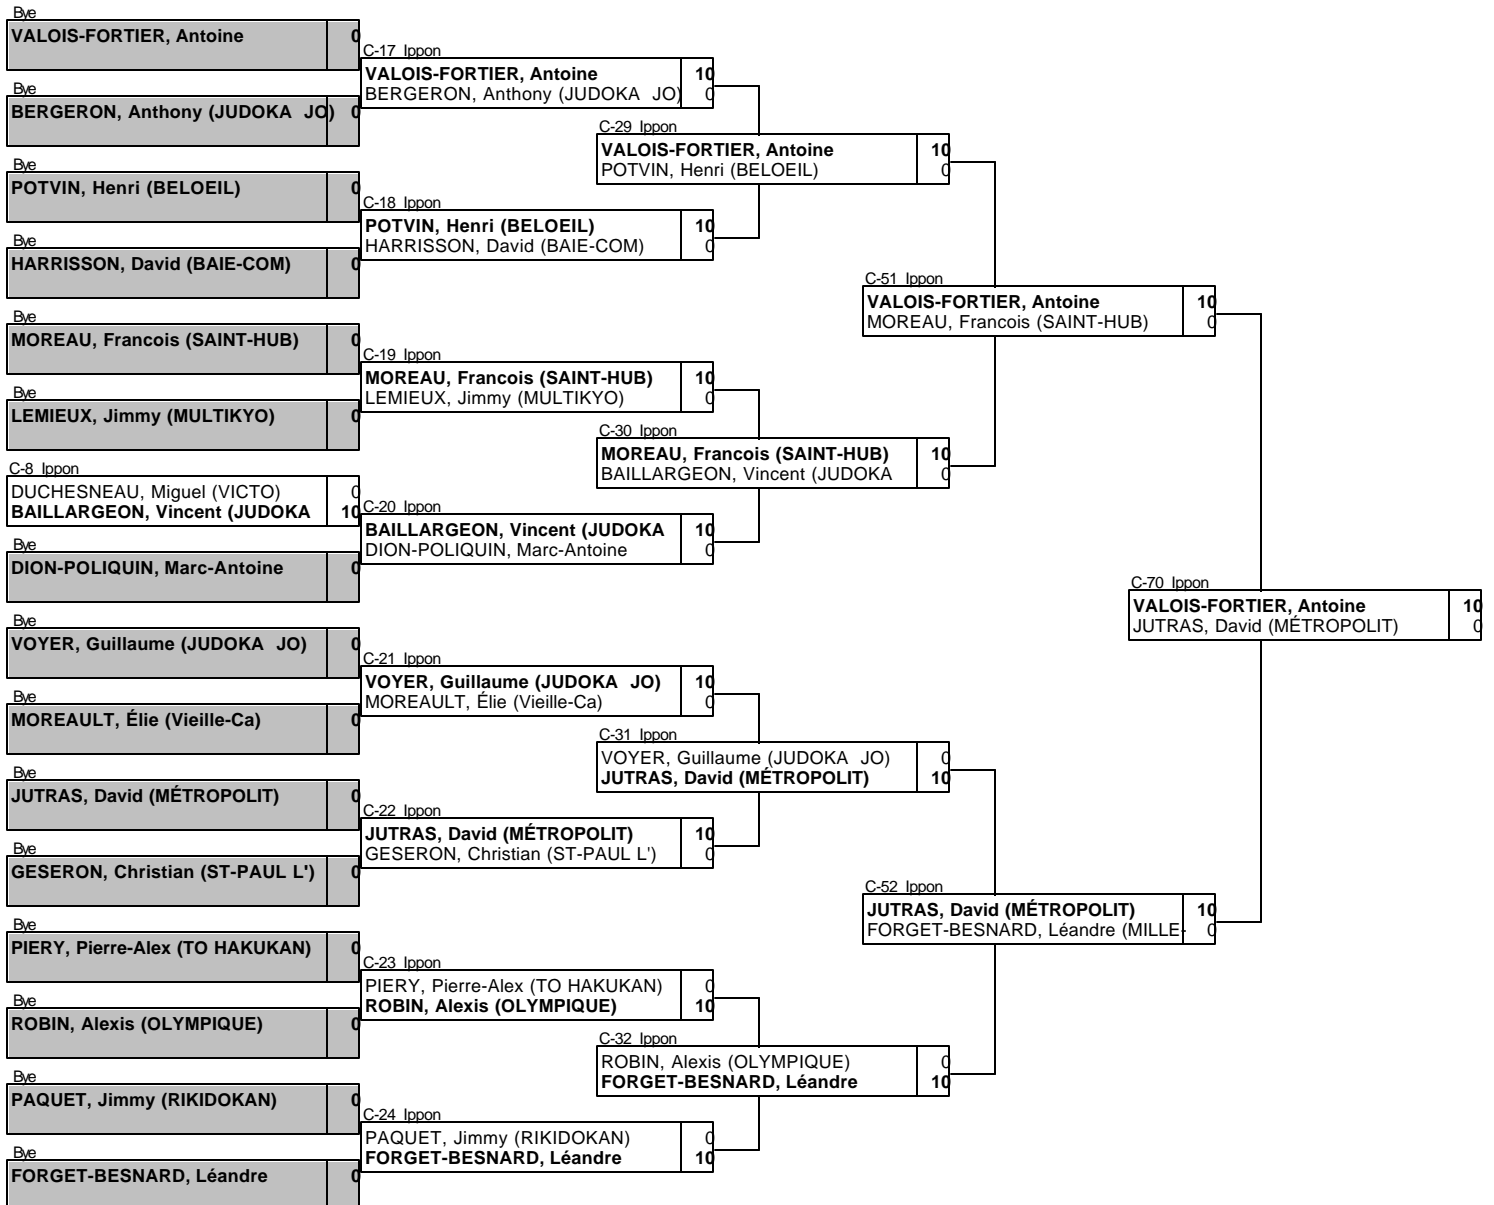 Bye
VALOIS-FORTIER, Antoine 0
Bye
BERGERON, Anthony (JUDOKA JO) 0
Bye
POTVIN, Henri (BELOEIL) 0
Bye
HARRISSON, David (BAIE-COM) 0
Bye
MOREAU, Francois (SAINT-HUB) 0
Bye
LEMIEUX, Jimmy (MULTIKYO) 0
C-8 Ippon
DUCHESNEAU, Miguel (VICTO) 0
BAILLARGEON, Vincent (JUDOKA 10
Bye
DION-POLIQUIN, Marc-Antoine 0
Bye
VOYER, Guillaume (JUDOKA JO) 0
Bye
MOREAULT, Élie (Vieille-Ca) 0
Bye
JUTRAS, David (MÉTROPOLIT) 0
Bye
GESERON, Christian (ST-PAUL L') 0
Bye
PIERY, Pierre-Alex (TO HAKUKAN) 0
Bye
ROBIN, Alexis (OLYMPIQUE) 0
Bye
PAQUET, Jimmy (RIKIDOKAN) 0
Bye
FORGET-BESNARD, Léandre 0
C-17 Ippon
VALOIS-FORTIER, Antoine 10
BERGERON, Anthony (JUDOKA JO) 0
C-18 Ippon
POTVIN, Henri (BELOEIL) 10
HARRISSON, David (BAIE-COM) 0
C-19 Ippon
MOREAU, Francois (SAINT-HUB) 10
LEMIEUX, Jimmy (MULTIKYO) 0
C-20 Ippon
BAILLARGEON, Vincent (JUDOKA 10
DION-POLIQUIN, Marc-Antoine 0
C-21 Ippon
VOYER, Guillaume (JUDOKA JO) 10
MOREAULT, Élie (Vieille-Ca) 0
C-22 Ippon
JUTRAS, David (MÉTROPOLIT) 10
GESERON, Christian (ST-PAUL L') 0
C-23 Ippon
PIERY, Pierre-Alex (TO HAKUKAN) 0
ROBIN, Alexis (OLYMPIQUE) 10
C-24 Ippon
PAQUET, Jimmy (RIKIDOKAN) 0
FORGET-BESNARD, Léandre 10
C-29 Ippon
VALOIS-FORTIER, Antoine 10
POTVIN, Henri (BELOEIL) 0
C-30 Ippon
MOREAU, Francois (SAINT-HUB) 10
BAILLARGEON, Vincent (JUDOKA 0
C-31 Ippon
VOYER, Guillaume (JUDOKA JO) 0
JUTRAS, David (MÉTROPOLIT) 10
C-32 Ippon
ROBIN, Alexis (OLYMPIQUE) 0
FORGET-BESNARD, Léandre 10
C-51 Ippon
VALOIS-FORTIER, Antoine 10
MOREAU, Francois (SAINT-HUB) 0
C-52 Ippon
JUTRAS, David (MÉTROPOLIT) 10
FORGET-BESNARD, Léandre (MILLE- 0
C-70 Ippon
VALOIS-FORTIER, Antoine 10
JUTRAS, David (MÉTROPOLIT) 0